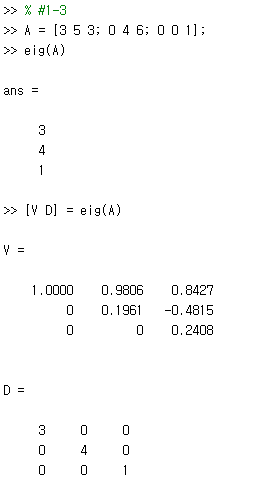 >> % #1-3
>> A = [3 5 3; 0 4 6; 0 0 1];
>> eig(A)
ans =
3
4
1
>> [V D] = eig(A)
V =
1.0000 0.9806 0.8427
0 0.1961 -0.4815
0 0 0.2408
D =
3 0 0
0 4 0
0 0 1